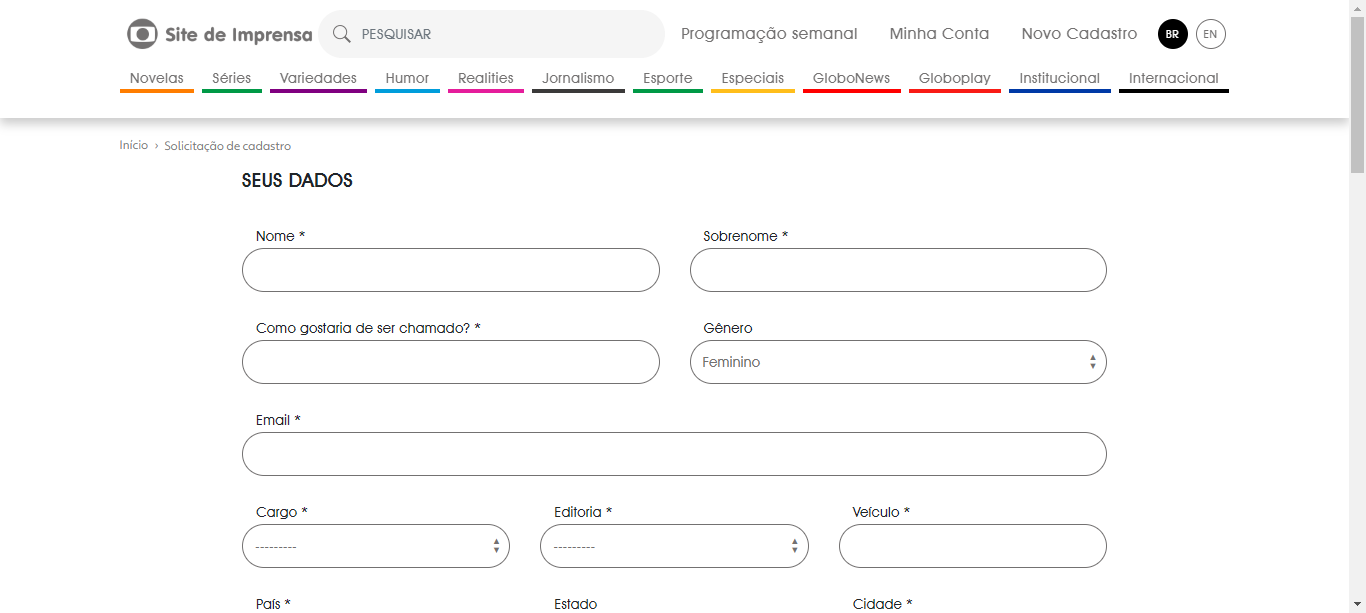 Site de Imprensa PESQUISAR Programação semanal Minha Conta Novo Cadastro BR EN
Novelas Séries Variedades Humor Realities Jornalismo Esporte Especiais GloboNews Globoplay Institucional Internacional
Início › Solicitação de cadastro
SEUS DADOS
Nome * Sobrenome *
Como gostaria de ser chamado? * Gênero
Feminino
Email *
Cargo * Editoria * Veículo *
--------- ---------
País * Estado Cidade *